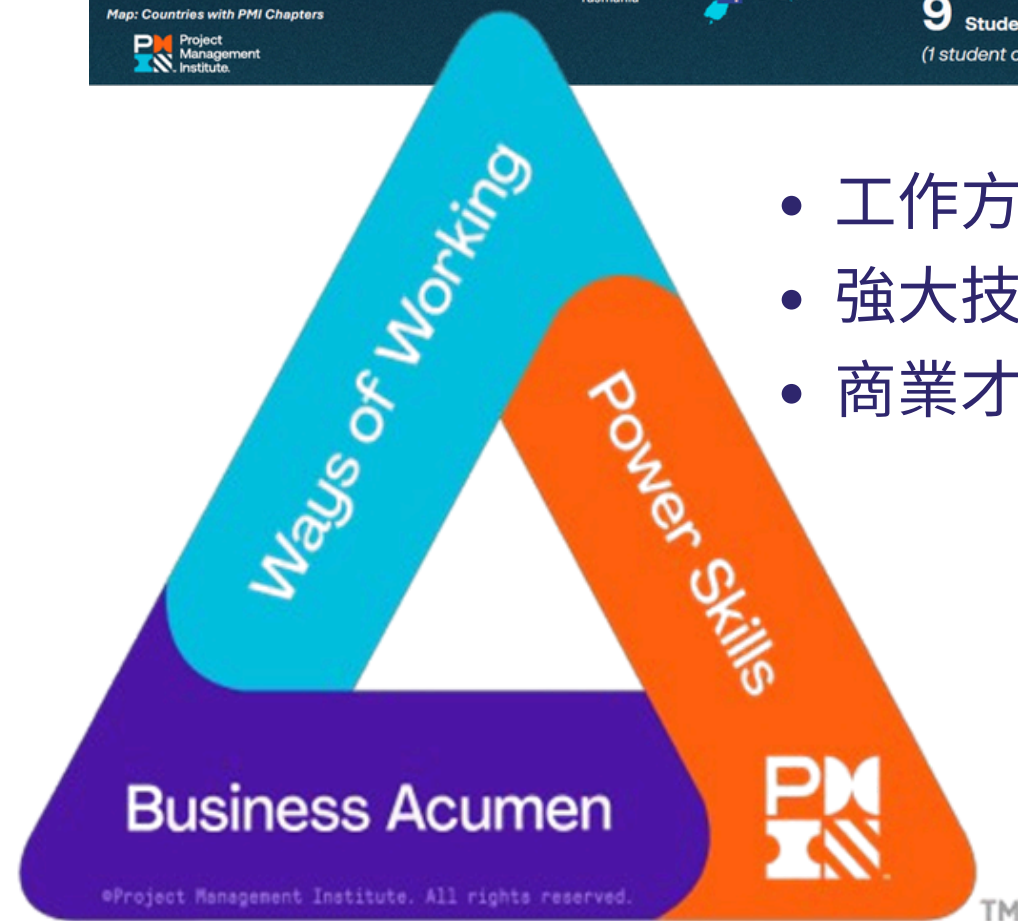 Map: Countries with PMI Chapters
Project
Management
Institute.
9 Stude
(1 student c
• 工作方
• 強大技
• 商業才
Ways of Working
Power Skills
Business Acumen
©Project Management Institute. All rights reserved.
TM